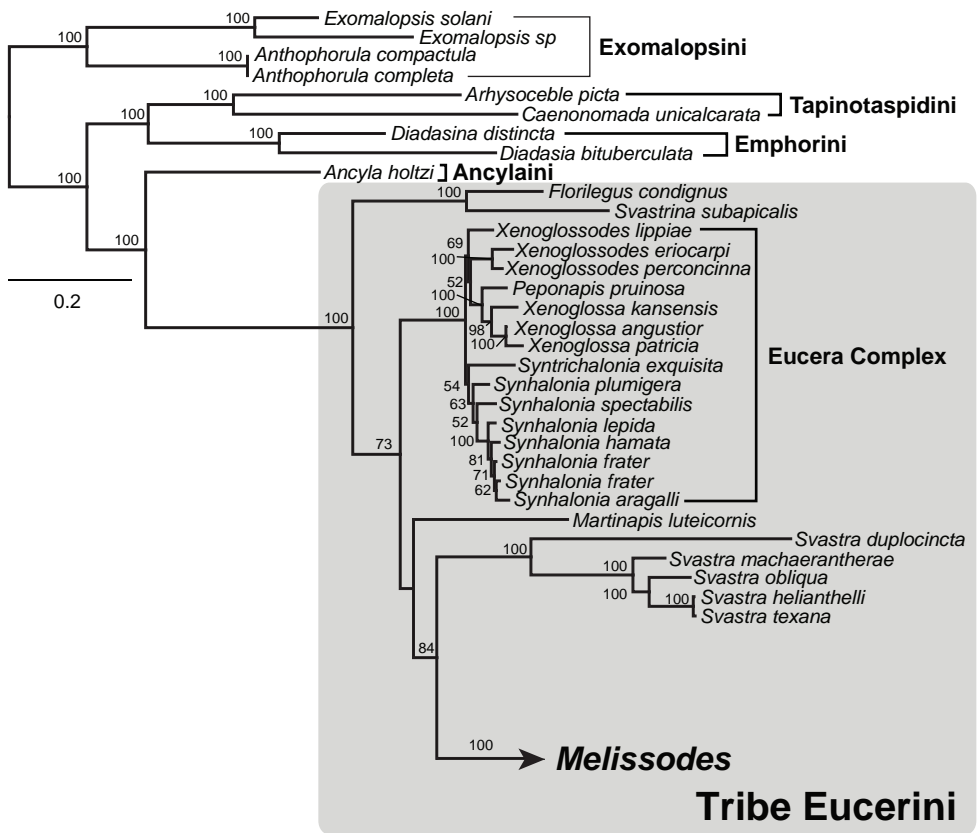 100
Exomalopsis solani
Exomalopsis sp
100
100
Anthophorula compactula
Anthophorula completa
Exomalopsini
100
Arhysoceble picta
Caenonomada unicalcarata
Tapinotaspidini
100
100
Diadasina distincta
Diadasia bituberculata
Emphorini
100
Ancyla holtzi
Ancylaini
100
0.2
100
Florilegus condignus
Svastrina subapicalis
Xenoglossodes lippiae
69
Xenoglossodes eriocarpi
100
Xenoglossodes perconcinna
52
Peponapis pruinosa
100
Xenoglossa kansensis
100
100
98
Xenoglossa angustior
100
Xenoglossa patricia
Eucera Complex
Syntrichalonia exquisita
54
Synhalonia plumigera
63
Synhalonia spectabilis
52
Synhalonia lepida
100
Synhalonia hamata
81
Synhalonia frater
71
Synhalonia frater
62
Synhalonia aragalli
73
Martinapis luteicornis
Svastra duplocincta
100
Svastra machaerantherae
100
Svastra obliqua
100
100
Svastra helianthelli
Svastra texana
84
100
Melissodes
Tribe Eucerini